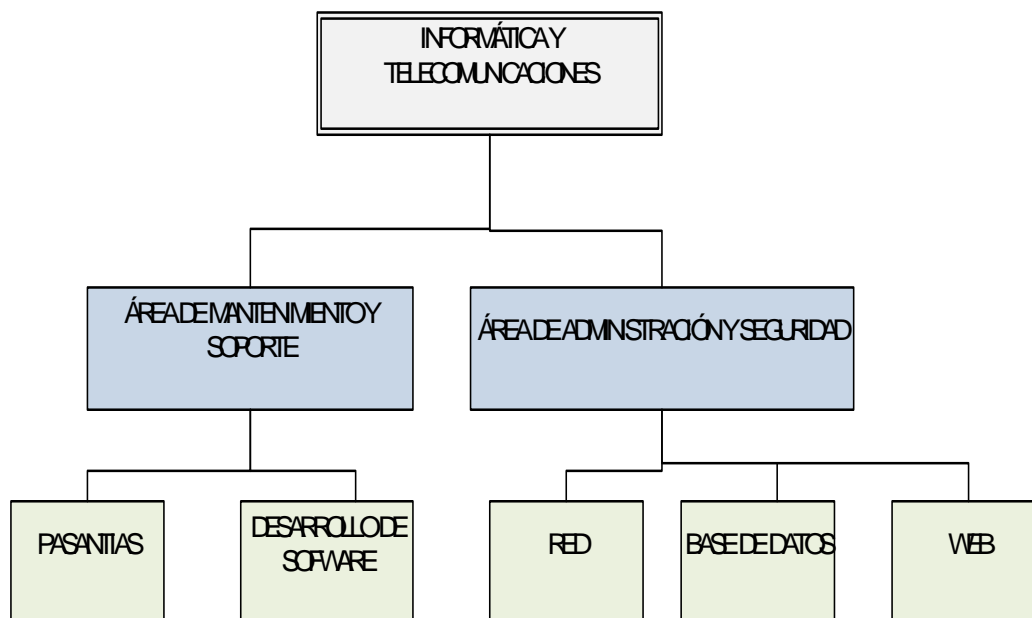 INFORMÁTICA Y
TELECOMUNICACIONES
ÁREA DE MANTENIMIENTO Y
SOPORTE
ÁREA DE ADMINISTRACIÓN Y SEGURIDAD
PASANTIAS
DESARROLLO DE
SOFWARE
RED
BASE DE DATOS
WEB